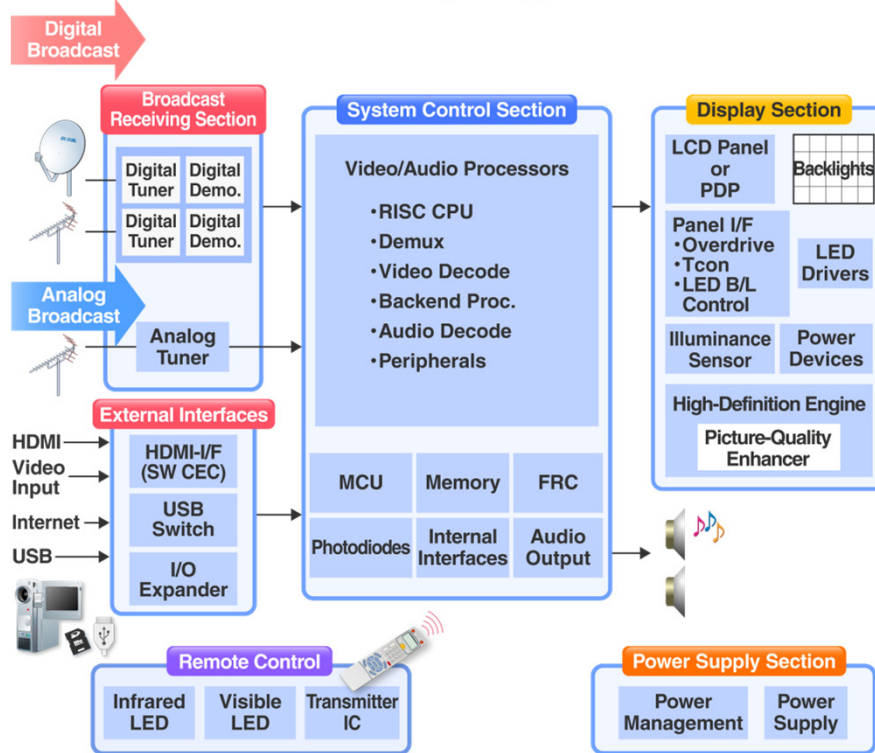 Digital
Broadcast
Broadcast
Receiving Section
Digital
Tuner
Digital
Demo.
Digital
Tuner
Digital
Demo.
Analog
Broadcast
Analog
Tuner
External Interfaces
HDMI
Video
Input
Internet
USB
HDMI-I/F
(SW CEC)
USB
Switch
I/O
Expander
System Control Section
Video/Audio Processors
•RISC CPU
•Demux
•Video Decode
•Backend Proc.
•Audio Decode
•Peripherals
MCU
Memory
FRC
Photodiodes
Internal
Interfaces
Audio
Output
Display Section
LCD Panel
or
PDP
Backlights
Panel I/F
•Overdrive
•Tcon
•LED B/L
Control
LED
Drivers
Illuminance
Sensor
Power
Devices
High-Definition Engine
Picture-Quality
Enhancer
Remote Control
Infrared
LED
Visible
LED
Transmitter
IC
Power Supply Section
Power
Management
Power
Supply